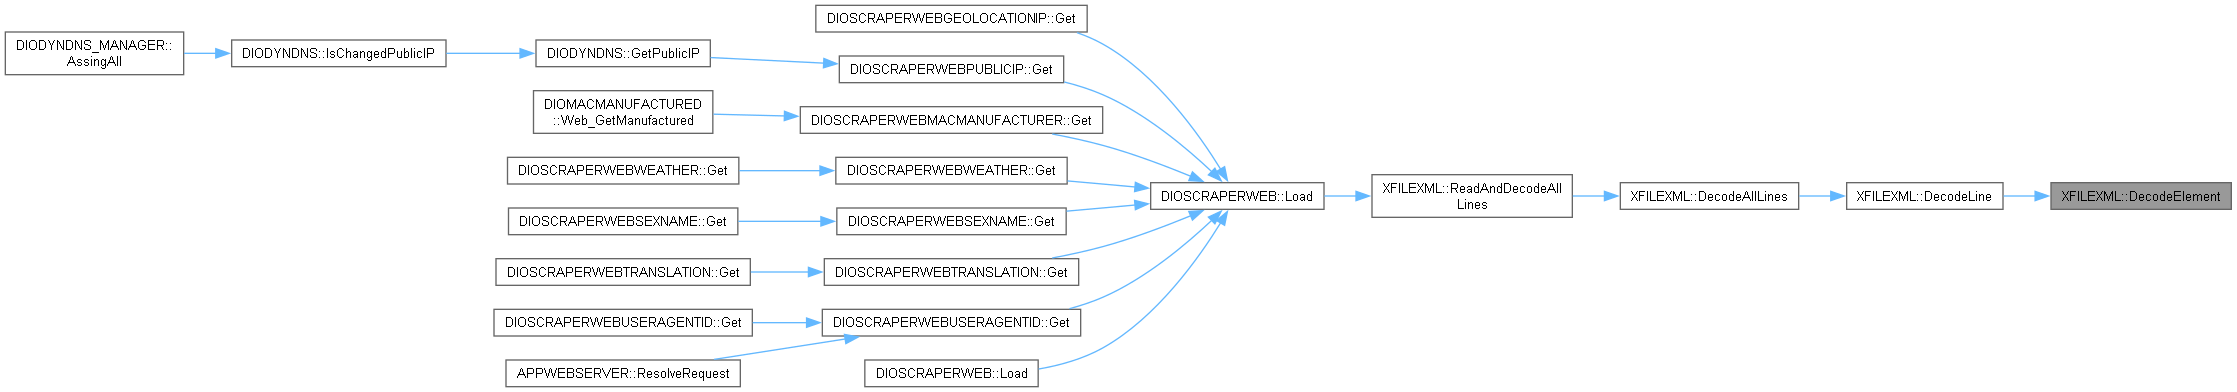 DIOSCRAPERWEBGEOLOCATIONIP::Get
DIODYNDNS_MANAGER::
AssingAll
DIODYNDNS::IsChangedPublicIP
DIODYNDNS::GetPublicIP
DIOSCRAPERWEBPUBLICIP::Get
DIOMACMANUFACTURED
::Web_GetManufactured
DIOSCRAPERWEBMACMANUFACTURER::Get
DIOSCRAPERWEBWEATHER::Get
DIOSCRAPERWEBWEATHER::Get
DIOSCRAPERWEB::Load
XFILEXML::ReadAndDecodeAll
Lines
XFILEXML::DecodeAllLines
XFILEXML::DecodeLine
XFILEXML::DecodeElement
DIOSCRAPERWEBSEXNAME::Get
DIOSCRAPERWEBSEXNAME::Get
DIOSCRAPERWEBTRANSLATION::Get
DIOSCRAPERWEBTRANSLATION::Get
DIOSCRAPERWEBUSERAGENTID::Get
DIOSCRAPERWEBUSERAGENTID::Get
APPWEBSERVER::ResolveRequest
DIOSCRAPERWEB::Load